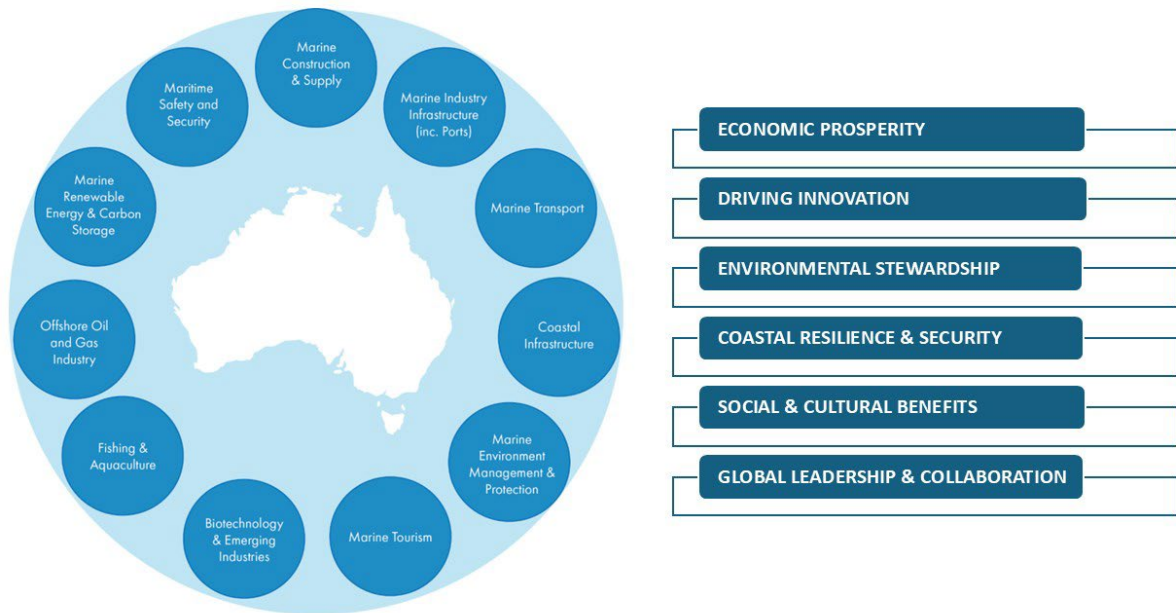 Marine
Construction
& Supply
Marine Industry
Infrastructure
(inc. Ports)
Marine Transport
Coastal
Infrastructure
Marine
Environment
Management &
Protection
Marine Tourism
Biotechnology
& Emerging
Industries
Fishing &
Aquaculture
Offshore Oil
and Gas
Industry
Marine
Renewable
Energy & Carbon
Storage
Maritime
Safety and
Security
ECONOMIC PROSPERITY
DRIVING INNOVATION
ENVIRONMENTAL STEWARDSHIP
COASTAL RESILIENCE & SECURITY
SOCIAL & CULTURAL BENEFITS
GLOBAL LEADERSHIP & COLLABORATION